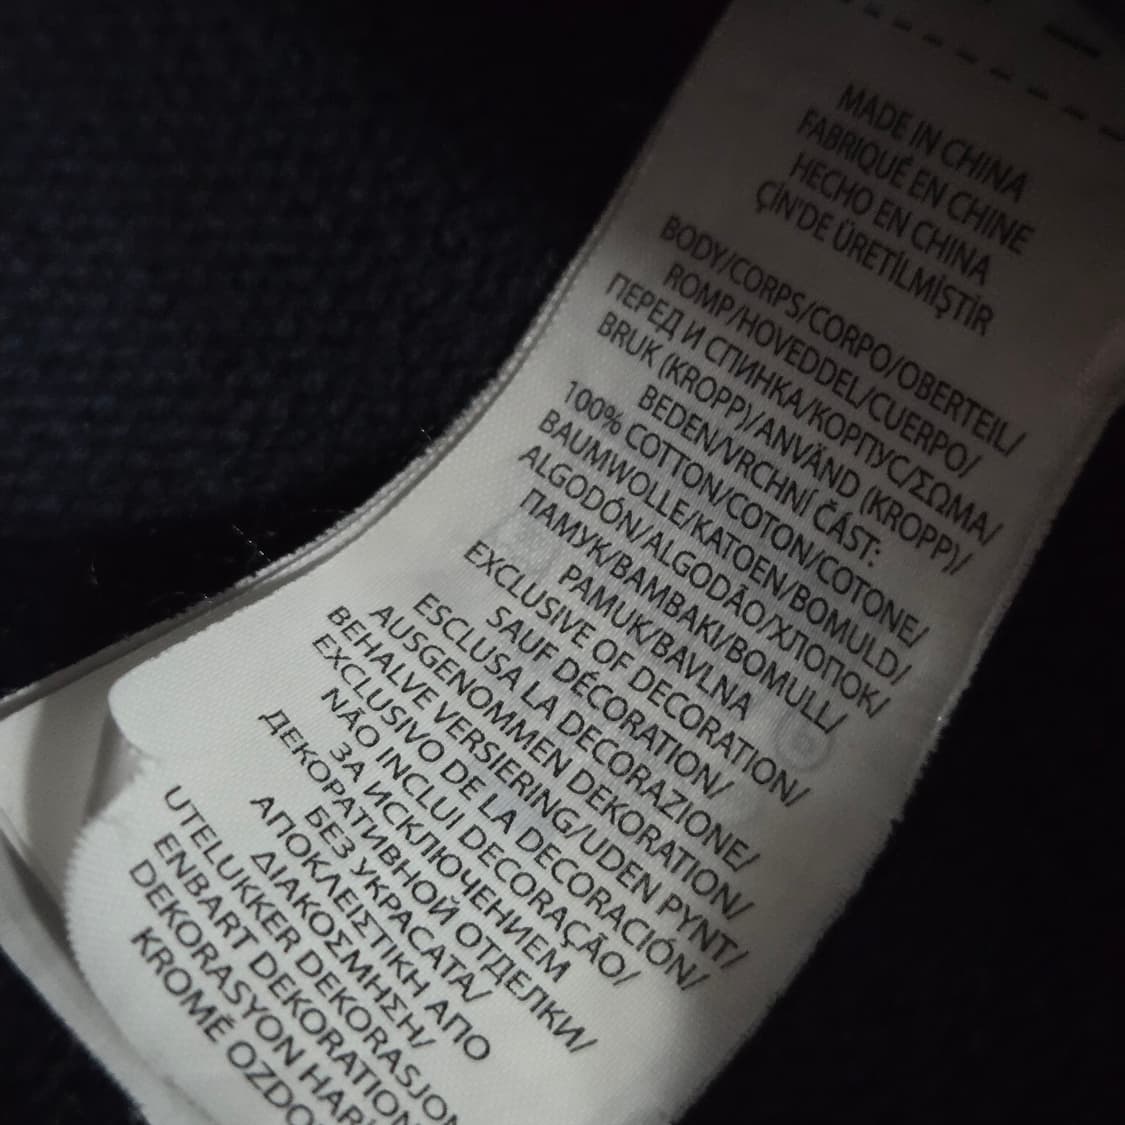 MADE IN CHINA
FABRIQUÉ EN CHINE
HECHO EN CHINA
ÇİN'DE ÜRETİLMİŞTİR
BODY/CORPS/CORPO/OBERTEIL/
ROMP/HOVEDDEL/CUERPO/
ПЕРЕД И СПИНКА/КОРПУС/ΣΩΜΑ/
BRUK (KROPP)/ANVÄND (KROPP)/
BEDEN/VRCHNÍ ČÁST:
100% COTTON/COTON/COTONE/
BAUMWOLLE/KATOEN/BOMULD/
ALGODÓN/ALGODÃO/ХЛОПОК/
ПАМУК/ΒΑΜΒΑΚΙ/BOMULL/
PAMUK/BAVLNA
EXCLUSIVE OF DECORATION/
SAUF DÉCORATION/
ESCLUSA LA DECORAZIONE/
AUSGENOMMEN DEKORATION/
BEHALVE VERSIERING/UDEN PYNT/
EXCLUSIVO DE LA DECORACIÓN/
NÃO INCLUI DECORAÇÃO/
ЗА ИСКЛЮЧЕНИЕМ
ДЕКОРАТИВНОЙ ОТДЕЛКИ/
БЕЗ УКРАСАТА/
ΑΠΟΚΛΕΙΣΤΙΚΗ ΑΠΟ
ΔΙΑΚΟΣΜΗΣΗ/
UTELUKKER DEKORASJON
ENBART DEKORATION
DEKORASYON HARİ
KROMĚ OZDO